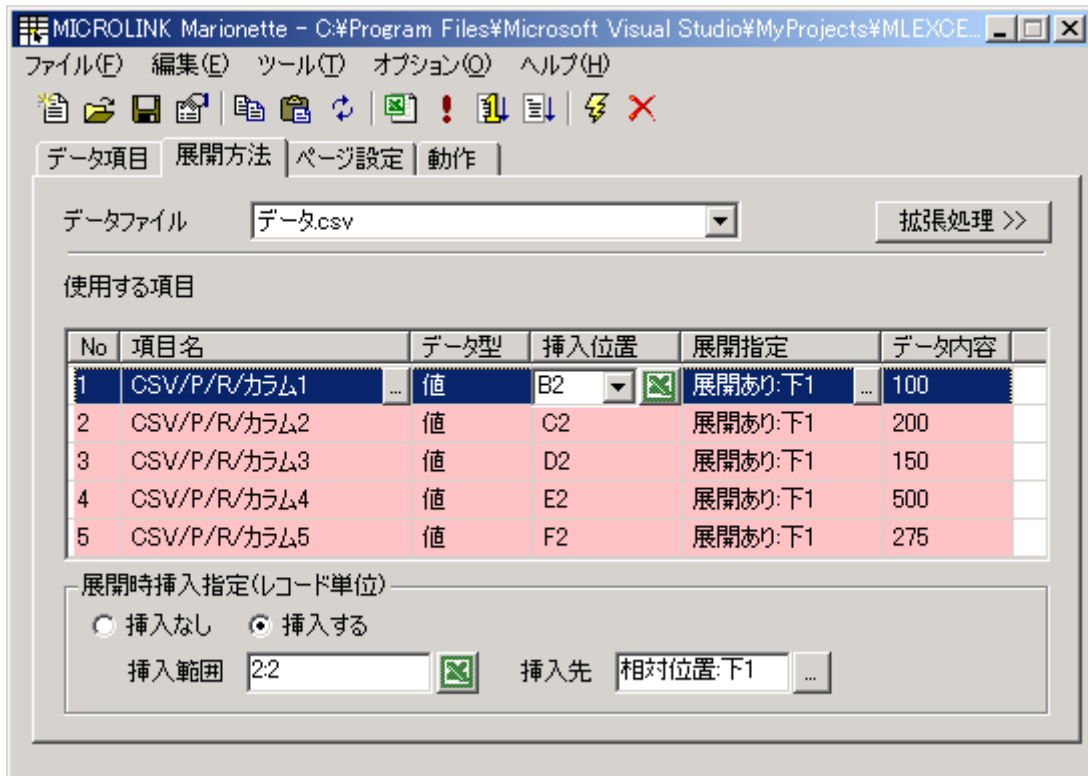 MICROLINK Marionette - C:¥Program Files¥Microsoft Visual Studio¥MyProjects¥MLEXCE...
ファイル(F) 編集(E) ツール(T) オプション(O) ヘルプ(H)
データ項目 展開方法 ページ設定 動作
データファイル データ.csv 拡張処理 >>
使用する項目
No 項目名 データ型 挿入位置 展開指定 データ内容
1 CSV/P/R/カラム1 ... 値 B2 展開あり:下1 ... 100
2 CSV/P/R/カラム2 値 C2 展開あり:下1 200
3 CSV/P/R/カラム3 値 D2 展開あり:下1 150
4 CSV/P/R/カラム4 値 E2 展開あり:下1 500
5 CSV/P/R/カラム5 値 F2 展開あり:下1 275
展開時挿入指定(レコード単位)
挿入なし 挿入する
挿入範囲 2:2 挿入先 相対位置:下1 ...